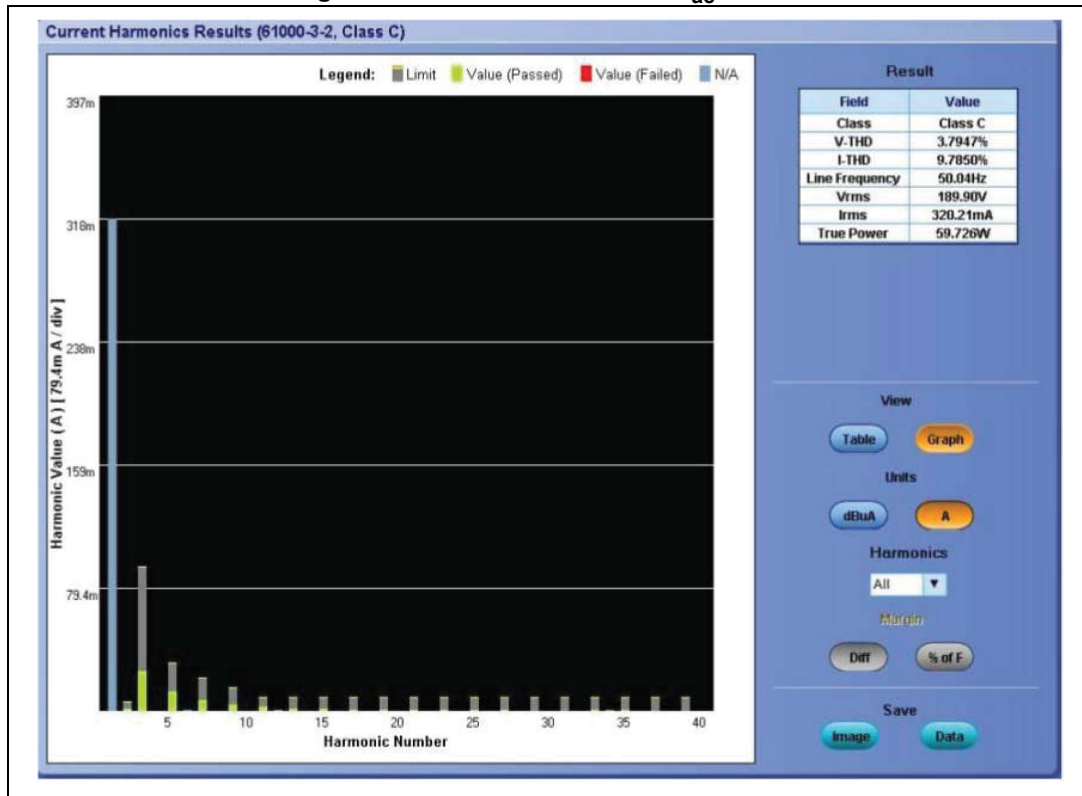 ac
Current Harmonics Results (61000-3-2, Class C)
Legend: Limit Value (Passed) Value (Failed) N/A
397m
318m
238m
159m
79.4m
Harmonic Value ( A ) [ 79.4m A / div ]
5 10 15 20 25 30 35 40
Harmonic Number
Result
Field Value
Class Class C
V-THD 3.7947%
I-THD 9.7850%
Line Frequency 50.04Hz
Vrms 189.90V
Irms 320.21mA
True Power 59.726W
View
Table Graph
Units
dBuA A
Harmonics
All
Margin
Diff % of F
Save
Image Data